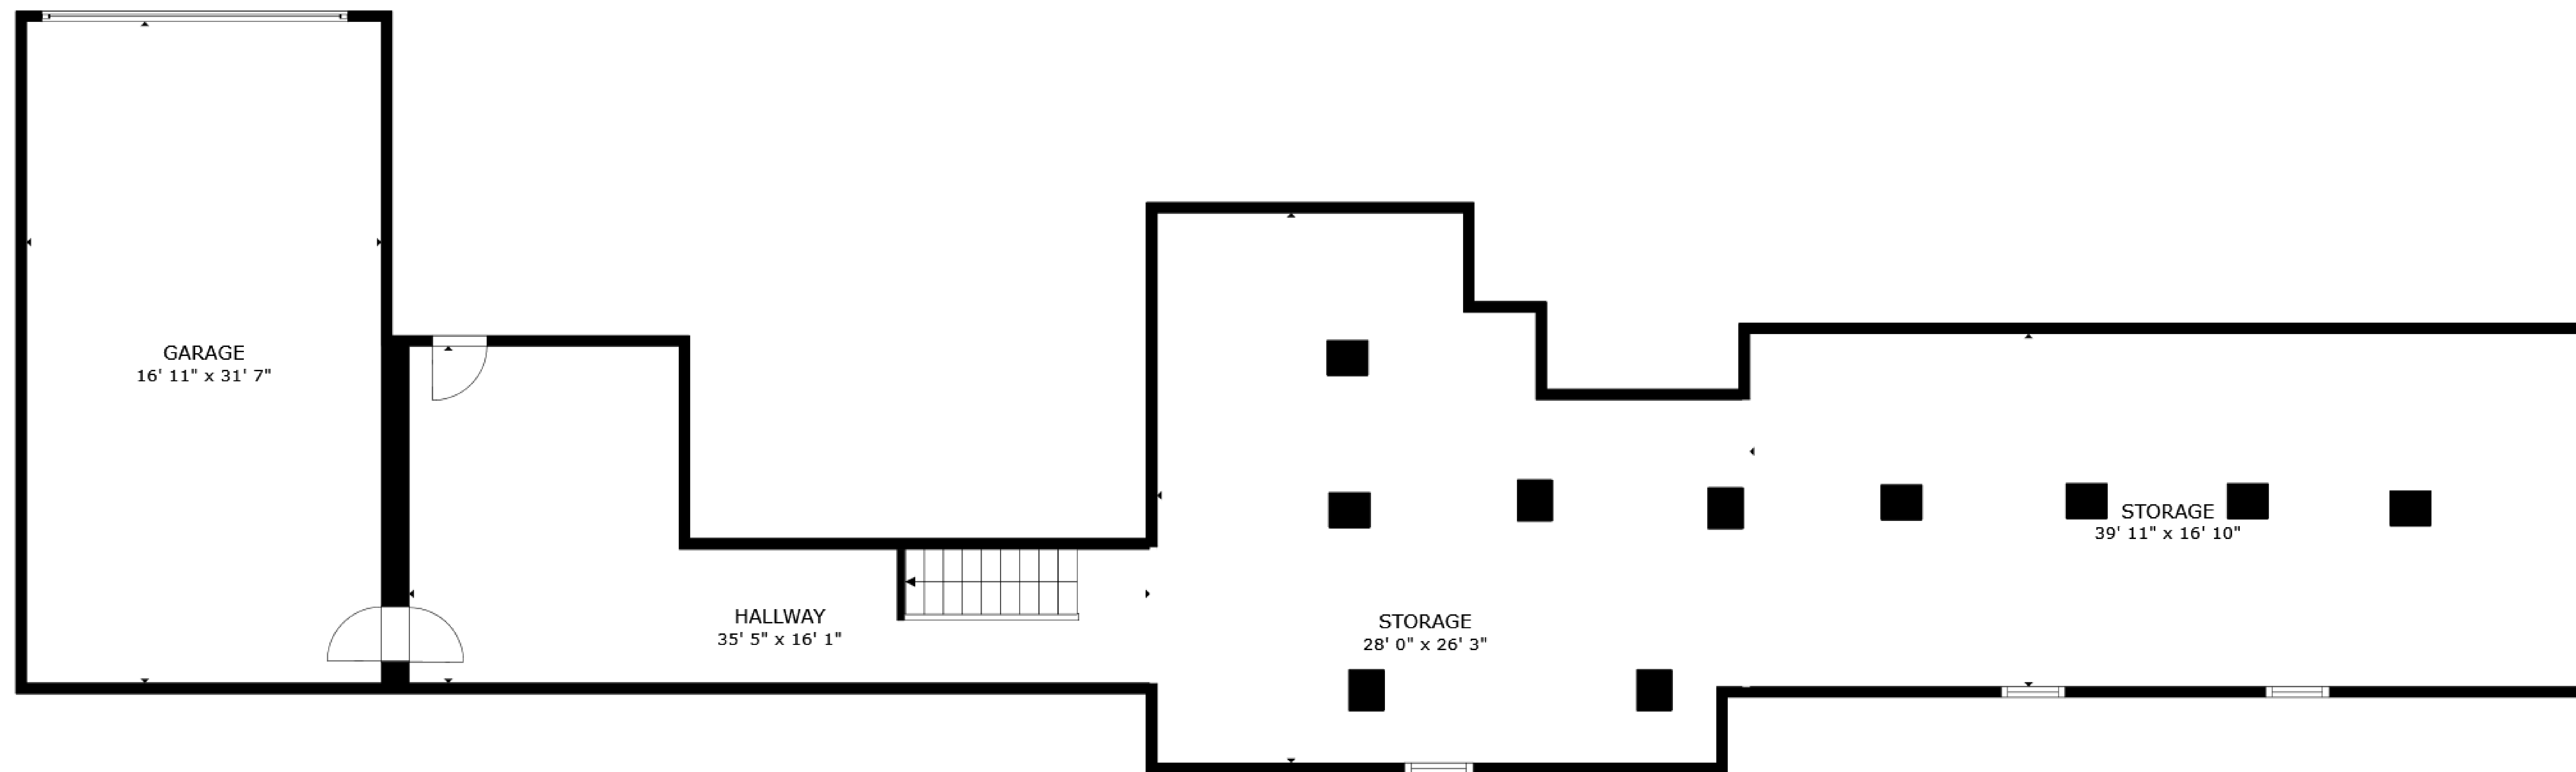 GARAGE
16' 11" x 31' 7"
HALLWAY
35' 5" x 16' 1"
STORAGE
28' 0" x 26' 3"
STORAGE
39' 11" x 16' 10"